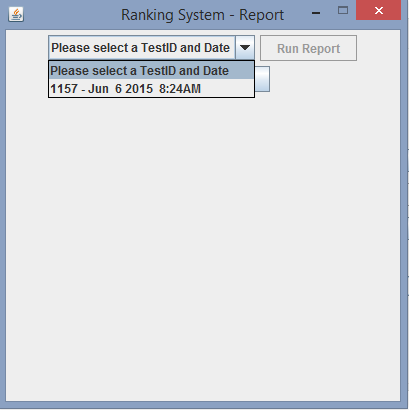 Ranking System - Report
Please select a TestID and Date
Run Report
Please select a TestID and Date
1157 - Jun  6 2015  8:24AM